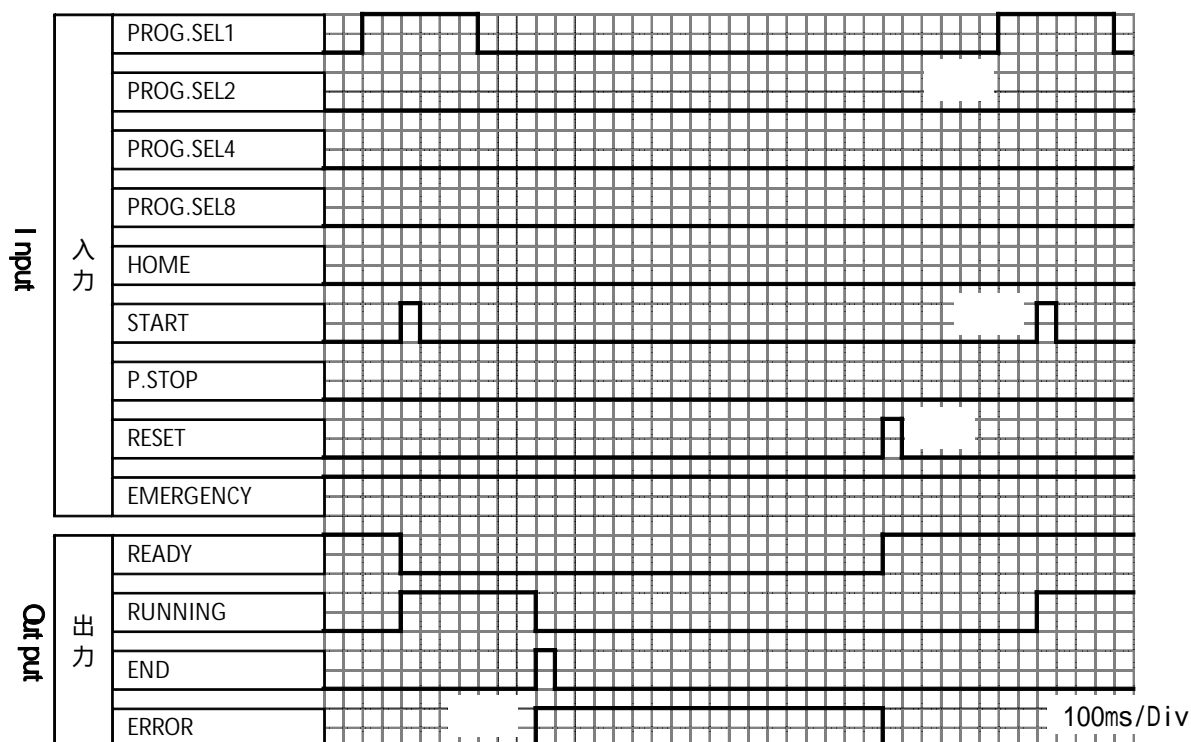 Input
入力
PROG.SEL1
PROG.SEL2
PROG.SEL4
PROG.SEL8
HOME
START
P.STOP
RESET
EMERGENCY
Output
出力
READY
RUNNING
END
ERROR
100ms/Div